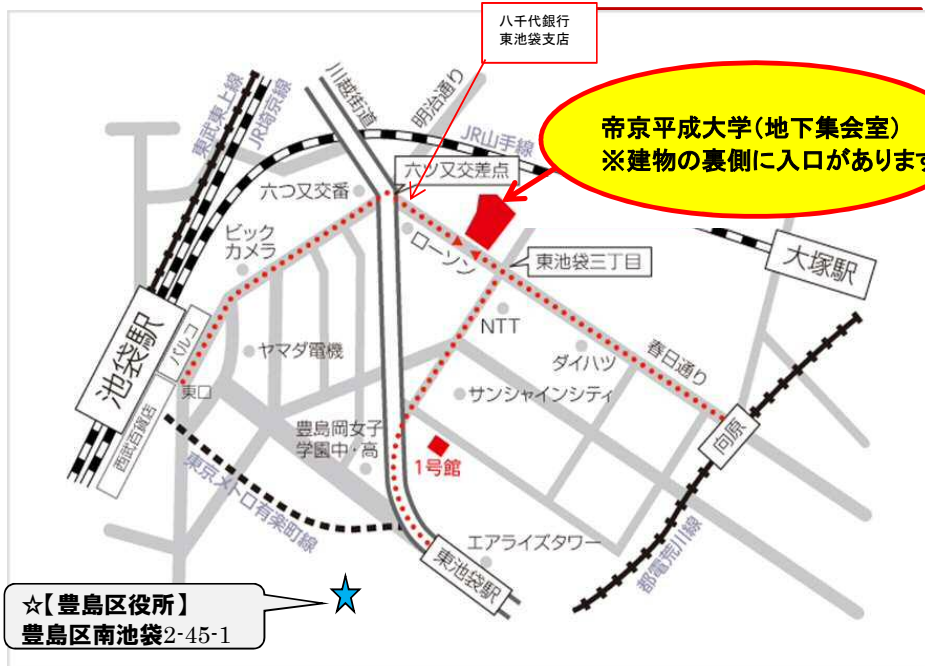 八千代銀行
東池袋支店
帝京平成大学(地下集会室)
※建物の裏側に入口があります
東武東上線
JR埼京線
川越街道
明治通り
JR山手線
六ツ又交差点
六つ又交番
ビック
カメラ
ローソン
東池袋三丁目
大塚駅
池袋駅
パルコ
NTT
ヤマダ電機
ダイハツ
春日通り
東口
サンシャインシティ
西武百貨店
豊島岡女子
学園中・高
向原
1号館
東京メトロ有楽町線
エアライズタワー
東池袋駅
都電荒川線
☆【豊島区役所】
豊島区南池袋2-45-1